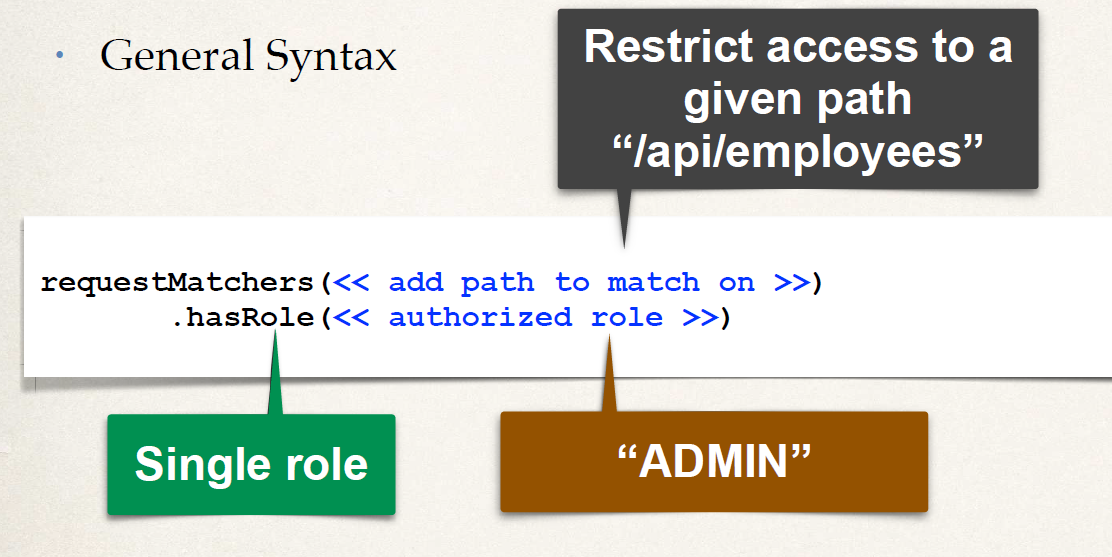 • General Syntax
Restrict access to a
given path
“/api/employees”
requestMatchers(<< add path to match on >>)
.hasRole(<< authorized role >>)
Single role
“ADMIN”